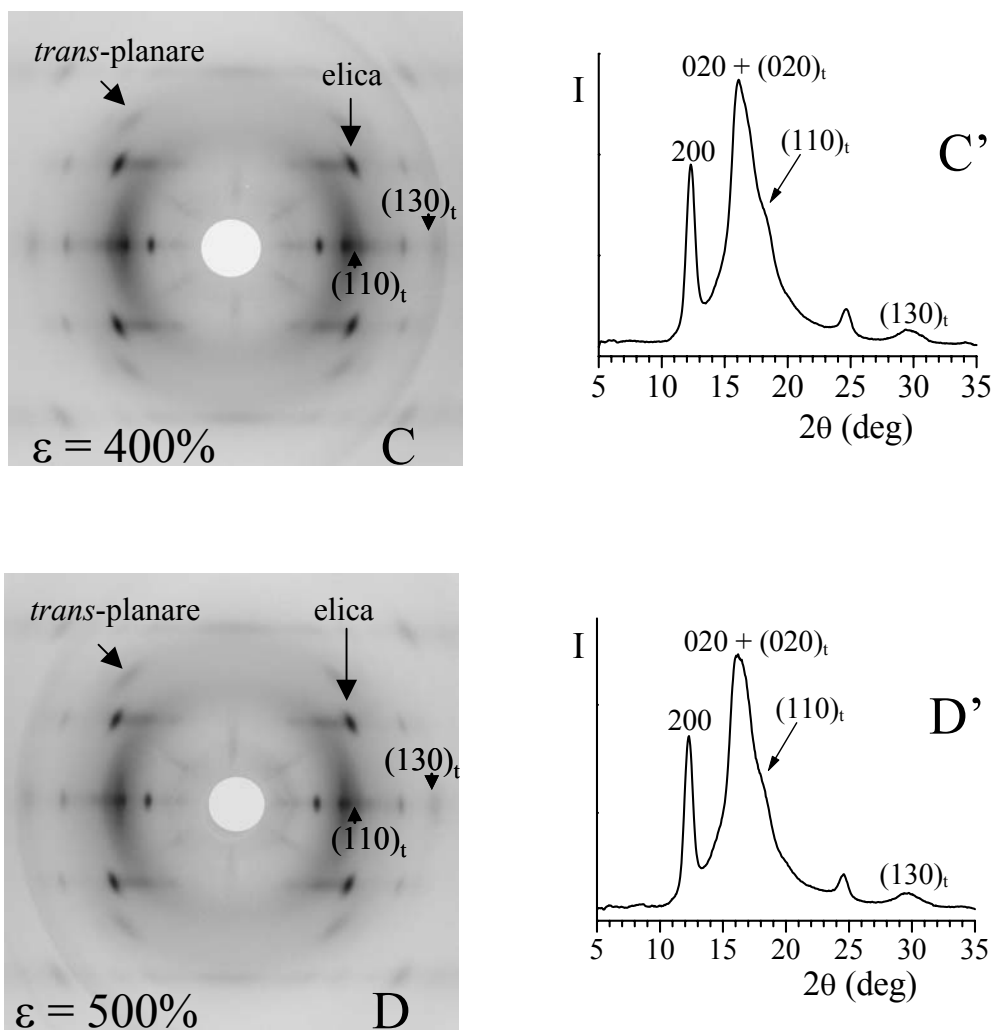 trans-planare
elica
(130)t
(110)t
ε = 400%
C
I
020 + (020)t
200
(110)t
C’
(130)t
5 10 15 20 25 30 35
2θ (deg)
trans-planare
elica
(130)t
(110)t
ε = 500%
D
I
020 + (020)t
200
(110)t
D’
(130)t
5 10 15 20 25 30 35
2θ (deg)